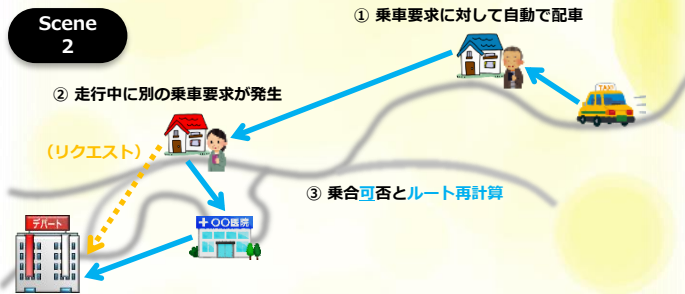 Scene
2
① 乗車要求に対して自動で配車
TAXI
② 走行中に別の乗車要求が発生
（リクエスト）
③ 乗合可否とルート再計算
デパート
〇〇医院